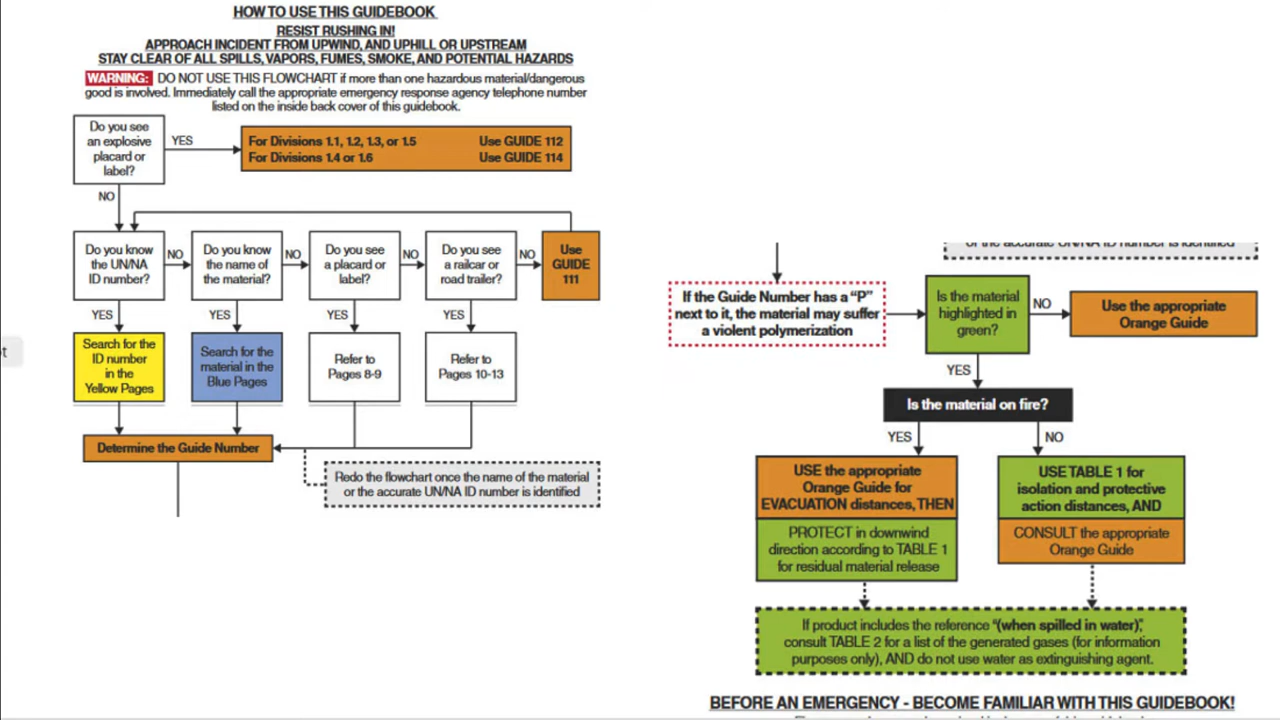 HOW TO USE THIS GUIDEBOOK
RESIST RUSHING IN!
APPROACH INCIDENT FROM UPWIND, AND UPHILL OR UPSTREAM
STAY CLEAR OF ALL SPILLS, VAPORS, FUMES, SMOKE, AND POTENTIAL HAZARDS
WARNING: DO NOT USE THIS FLOWCHART if more than one hazardous material/dangerous
good is involved. Immediately call the appropriate emergency response agency telephone number
listed on the inside back cover of this guidebook.
Do you see
an explosive
placard or
label?
YES
For Divisions 1.1, 1.2, 1.3, or 1.5 Use GUIDE 112
For Divisions 1.4 or 1.6 Use GUIDE 114
NO
Do you know
the UN/NA
ID number?
NO
Do you know
the name of
the material?
NO
Do you see
a placard or
label?
NO
Do you see
a railcar or
road trailer?
NO
Use
GUIDE
111
YES
YES
YES
YES
Search for the
ID number
in the
Yellow Pages
Search for the
material in the
Blue Pages
Refer to
Pages 8-9
Refer to
Pages 10-13
Determine the Guide Number
Redo the flowchart once the name of the material
or the accurate UN/NA ID number is identified
or the accurate UN/NA ID number is identified
If the Guide Number has a “P”
next to it, the material may suffer
a violent polymerization
Is the material
highlighted in
green?
NO
Use the appropriate
Orange Guide
YES
Is the material on fire?
YES
NO
USE the appropriate
Orange Guide for
EVACUATION distances, THEN
PROTECT in downwind
direction according to TABLE 1
for residual material release
USE TABLE 1 for
isolation and protective
action distances, AND
CONSULT the appropriate
Orange Guide
If product includes the reference “(when spilled in water)”,
consult TABLE 2 for a list of the generated gases (for information
purposes only), AND do not use water as extinguishing agent.
BEFORE AN EMERGENCY - BECOME FAMILIAR WITH THIS GUIDEBOOK!